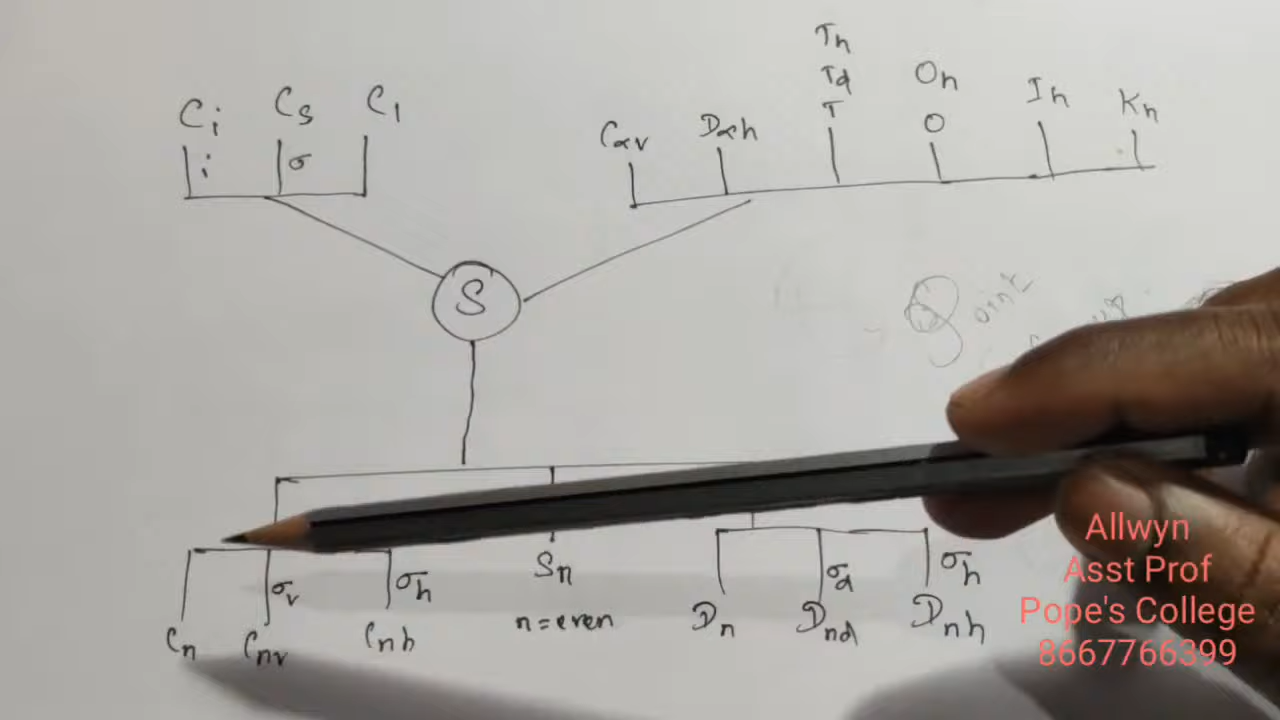 Ci Cs C1
i σ
C∝v D∝h
Th
Td
T
Oh
O
Ih
Kh
S
oint
σv σh
Cn Cnv Cnh
Sn
n=even
σd σh
Dn Dnd Dnh
Allwyn
Asst Prof
Pope's College
8667766399